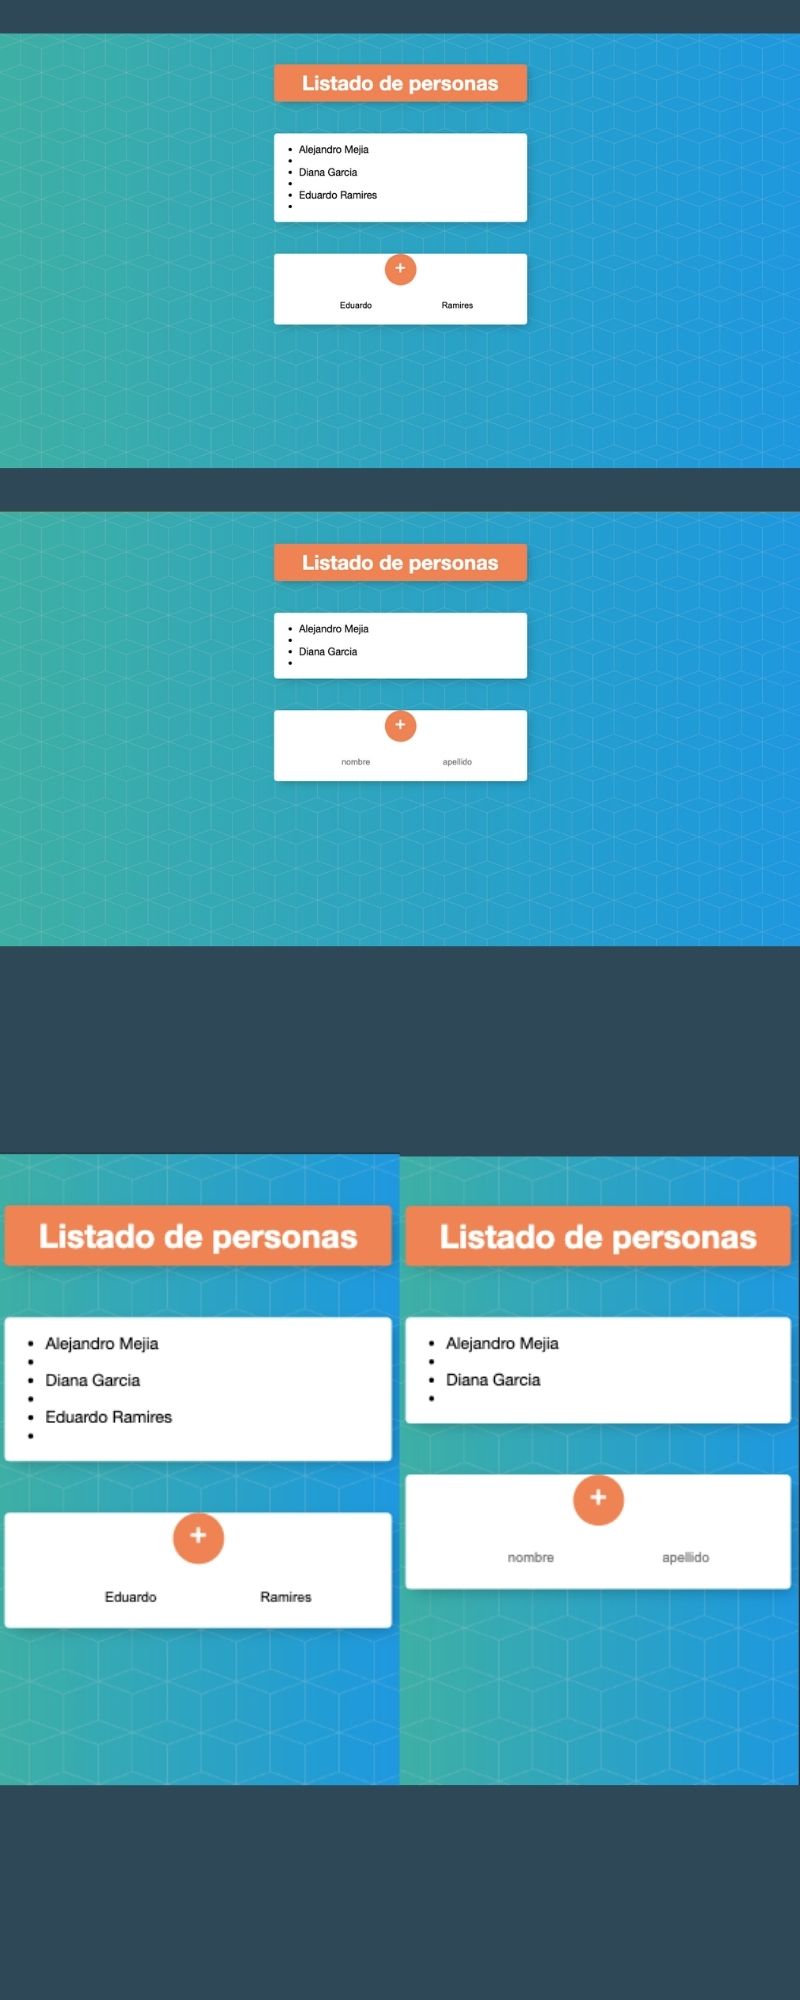 Listado de personas
Alejandro Mejia
Diana Garcia
Eduardo Ramires
+
Eduardo Ramires
Listado de personas
Alejandro Mejia
Diana Garcia
+
nombre apellido
Listado de personas
Alejandro Mejia
Diana Garcia
Eduardo Ramires
+
Eduardo Ramires
Listado de personas
Alejandro Mejia
Diana Garcia
+
nombre apellido